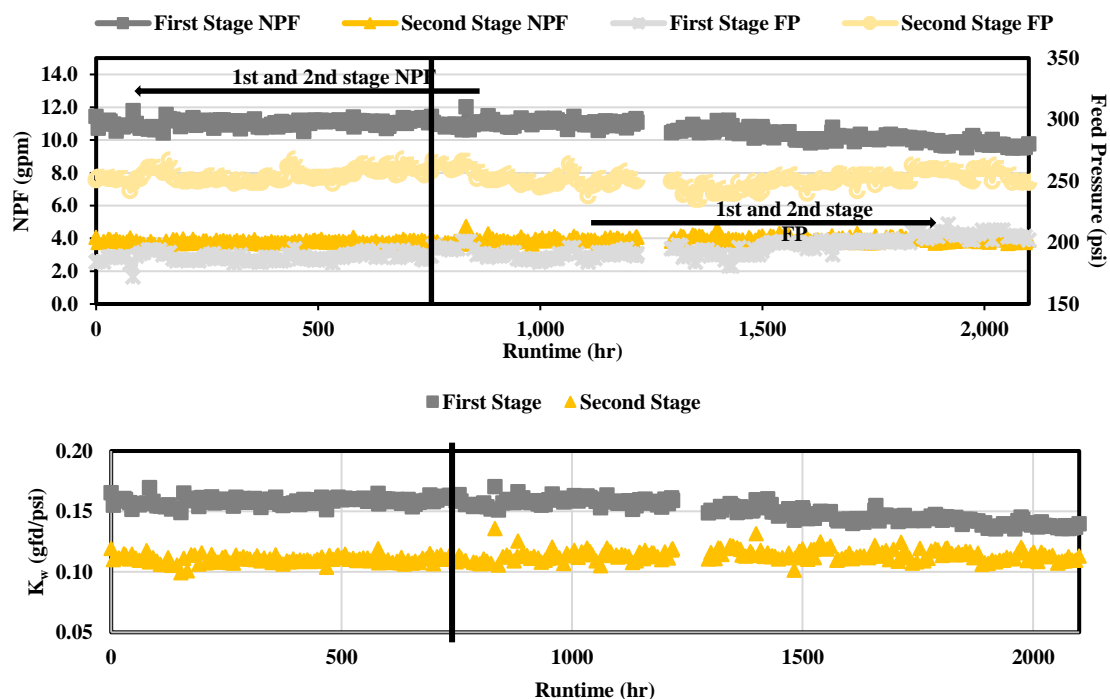 First Stage NPF Second Stage NPF First Stage FP Second Stage FP
14.0
12.0
10.0
8.0
6.0
4.0
2.0
0.0
NPF (gpm)
1st and 2nd stage NPF
1st and 2nd stage
FP
350
300
250
200
150
Feed Pressure
(psi)
0 500 1,000 1,500 2,000
Runtime (hr)
First Stage Second Stage
0.20
0.15
0.10
0.05
Kw (gfd/psi)
0 500 1000 1500 2000
Runtime (hr)